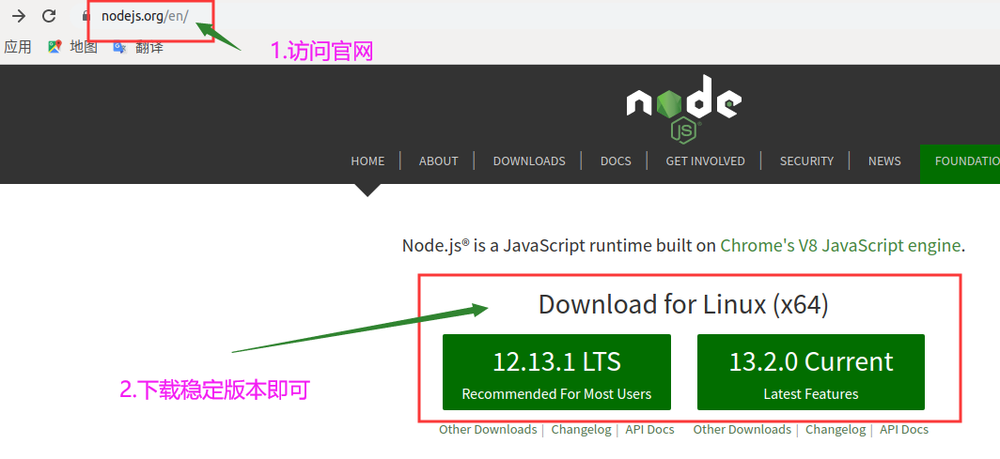 nodejs.org/en/
应用 地图 翻译
1.访问官网
node
JS
HOME | ABOUT | DOWNLOADS | DOCS | GET INVOLVED | SECURITY | NEWS FOUNDATIO
Node.js® is a JavaScript runtime built on Chrome's V8 JavaScript engine.
Download for Linux (x64)
12.13.1 LTS 13.2.0 Current
Recommended For Most Users Latest Features
2.下载稳定版本即可
Other Downloads | Changelog | API Docs Other Downloads | Changelog | API Docs